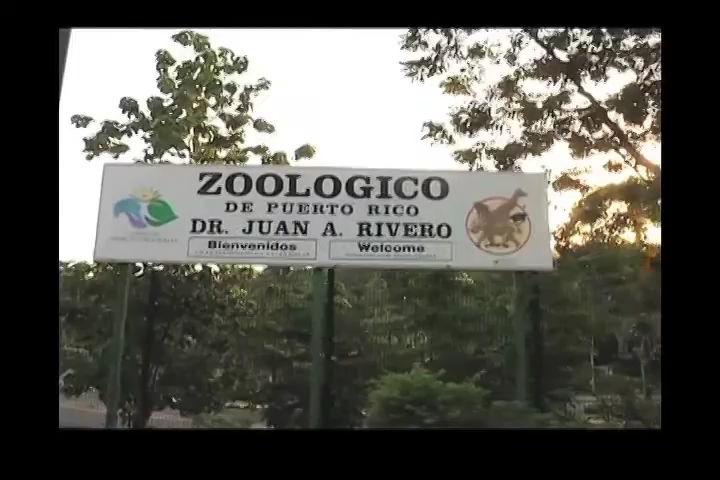 ZOOLOGICO
DE PUERTO RICO
DR. JUAN A. RIVERO
Bienvenidos
Welcome